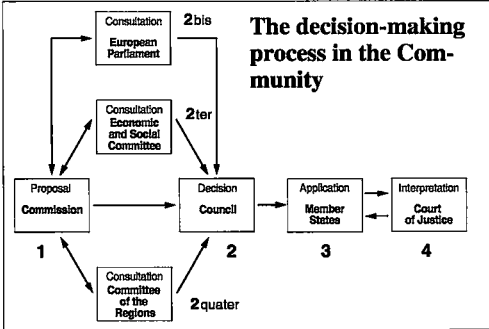 The decision-making
process in the Com-
munity
Consultation
European
Parliament
2bis
Consultation
Economic
and Social
Committee
2ter
Proposal
Commission
1
Decision
Council
2
Application
Member
States
3
Interpretation
Court
of Justice
4
Consultation
Committee
of the
Regions
2quater